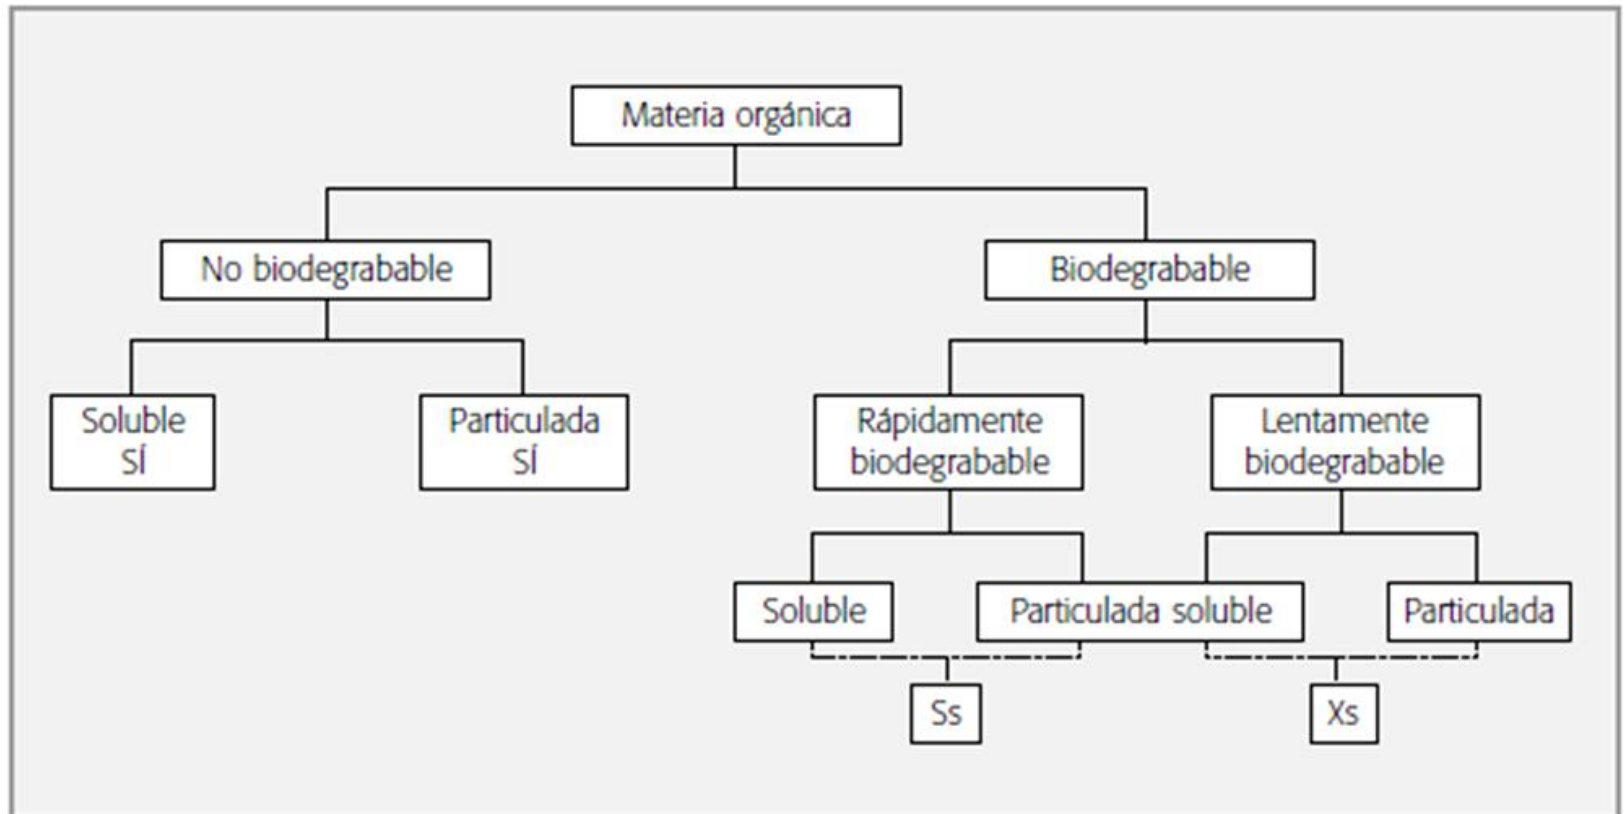 Materia orgánica
No biodegrabable
Biodegrabable
Soluble
SÍ
Particulada
SÍ
Rápidamente
biodegrabable
Lentamente
biodegrabable
Soluble
Particulada soluble
Particulada
Ss
Xs